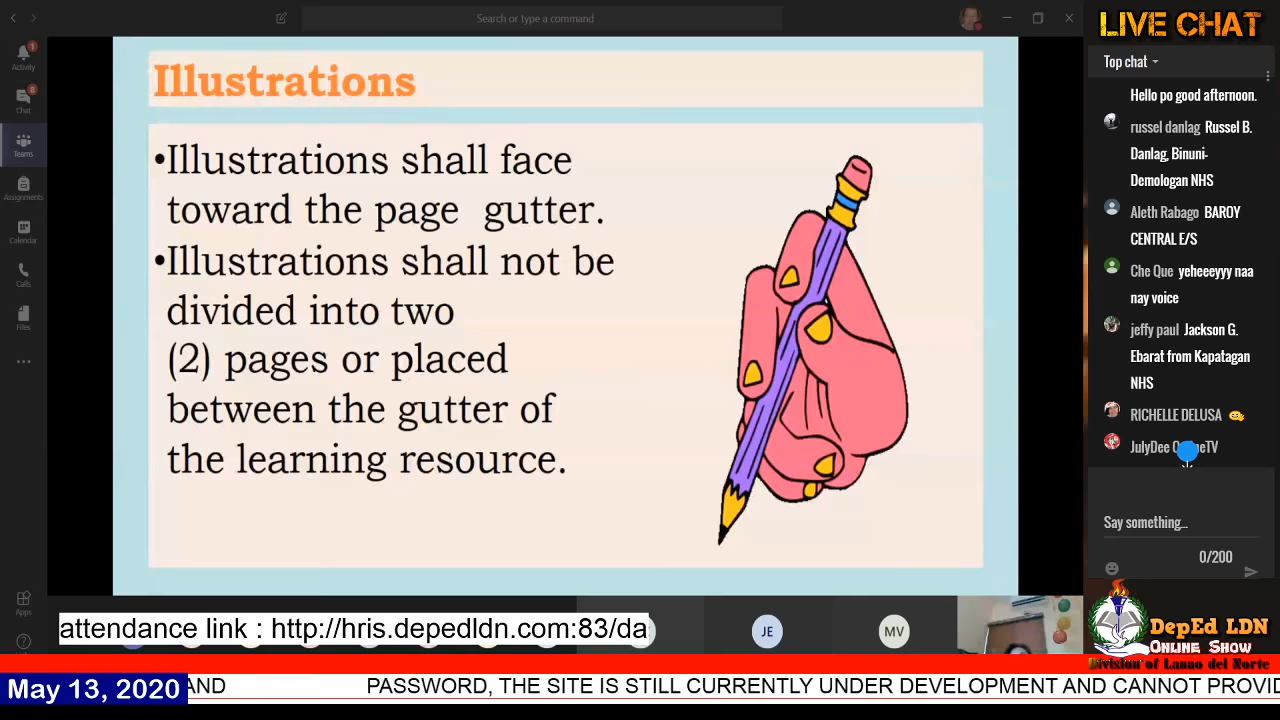 Search or type a command
LIVE CHAT
Activity
Chat
Teams
Assignments
Calendar
Calls
Files
Apps
1
8
Illustrations
•Illustrations shall face
toward the page gutter.
•Illustrations shall not be
divided into two
(2) pages or placed
between the gutter of
the learning resource.
Top chat
Hello po good afternoon.
russel danlag Russel B.
Danlag, Binuni-
Demologan NHS
Aleth Rabago BAROY
CENTRAL E/S
Che Que yeheeeyyy naa
nay voice
jeffy paul Jackson G.
Ebarat from Kapatagan
NHS
RICHELLE DELUSA
JulyDee
Say something...
0/200
attendance link : http://hris.depedldn.com:83/da
JE
MV
DepEd LDN
Online Show
Division of Lanao del Norte
May 13, 2020
AND PASSWORD, THE SITE IS STILL CURRENTLY UNDER DEVELOPMENT AND CANNOT PROVID